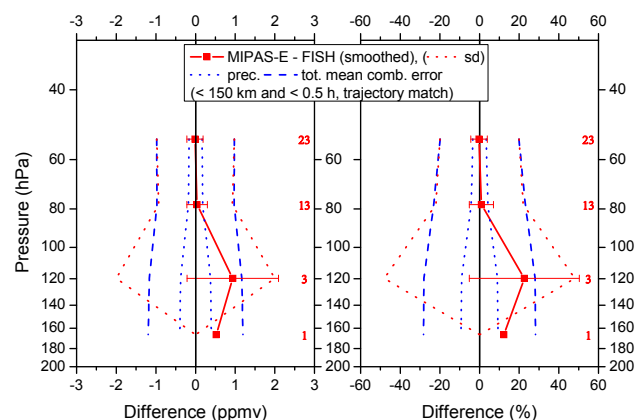 -3 -2 -1 0 1 2 3 -60 -40 -20 0 20 40 60
MIPAS-E - FISH (smoothed), ( sd)
prec. tot. mean comb. error
(< 150 km and < 0.5 h, trajectory match)
40 40
23 23
60 60
13 13
80 80
100 100
120 3 120 3
140 140
160 1 160 1
180 180
200 200
-3 -2 -1 0 1 2 3 -60 -40 -20 0 20 40 60
Pressure (hPa)
Difference (ppmv) Difference (%)